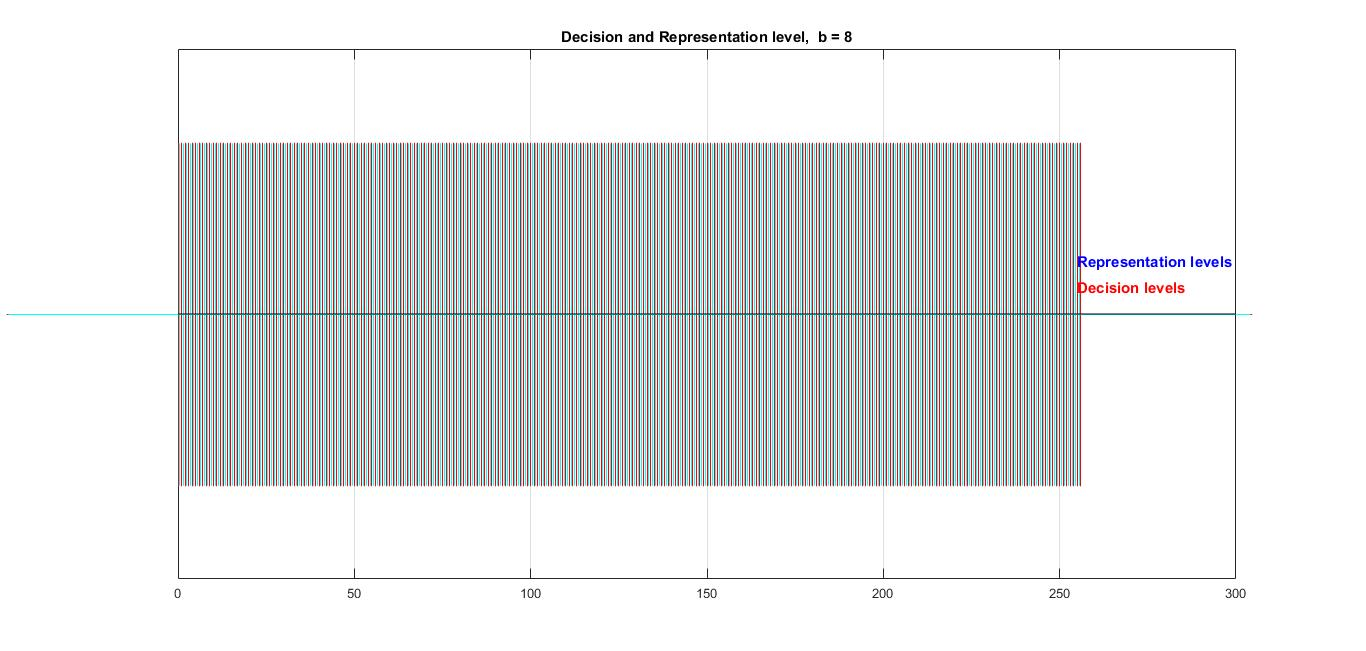 Decision and Representation level,  b = 8
Representation levels
Decision levels
0 50 100 150 200 250 300